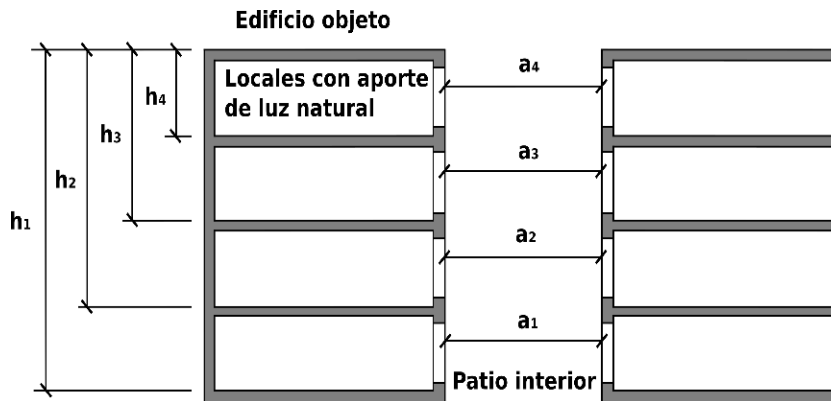 Edificio objeto
Locales con aporte
de luz natural
h4
h3
h2
h1
a4
a3
a2
a1
Patio interior